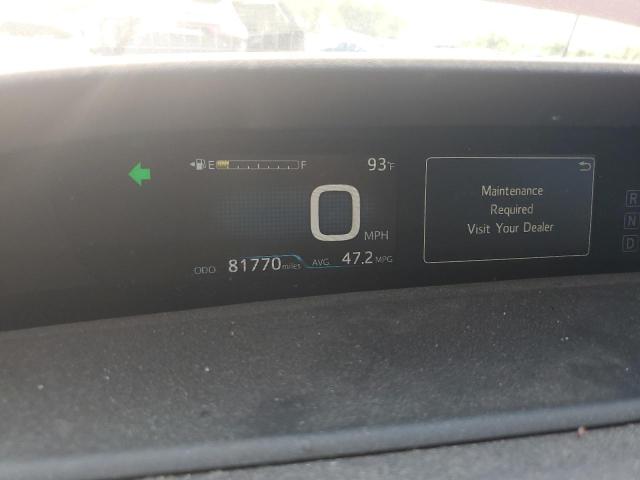 E F 93°F
0 MPH
ODO 81770 miles AVG 47.2 MPG
Maintenance
Required
Visit Your Dealer
R
N
D